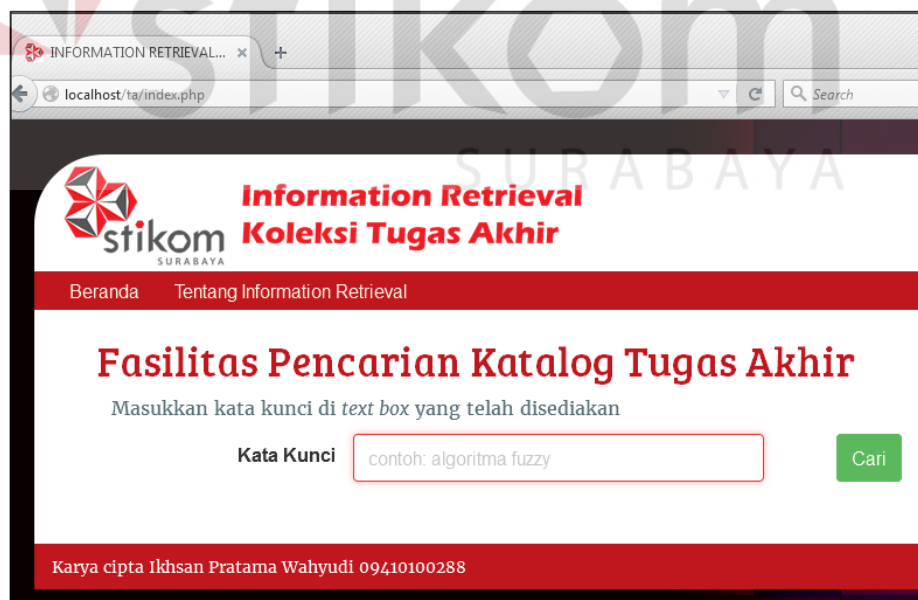 stikom
SURABAYA
INFORMATION RETRIEVAL...
localhost/ta/index.php
Search
stikom
SURABAYA
Information Retrieval
Koleksi Tugas Akhir
Beranda Tentang Information Retrieval
Fasilitas Pencarian Katalog Tugas Akhir
Masukkan kata kunci di text box yang telah disediakan
Kata Kunci contoh: algoritma fuzzy Cari
Karya cipta Ikhsan Pratama Wahyudi 09410100288